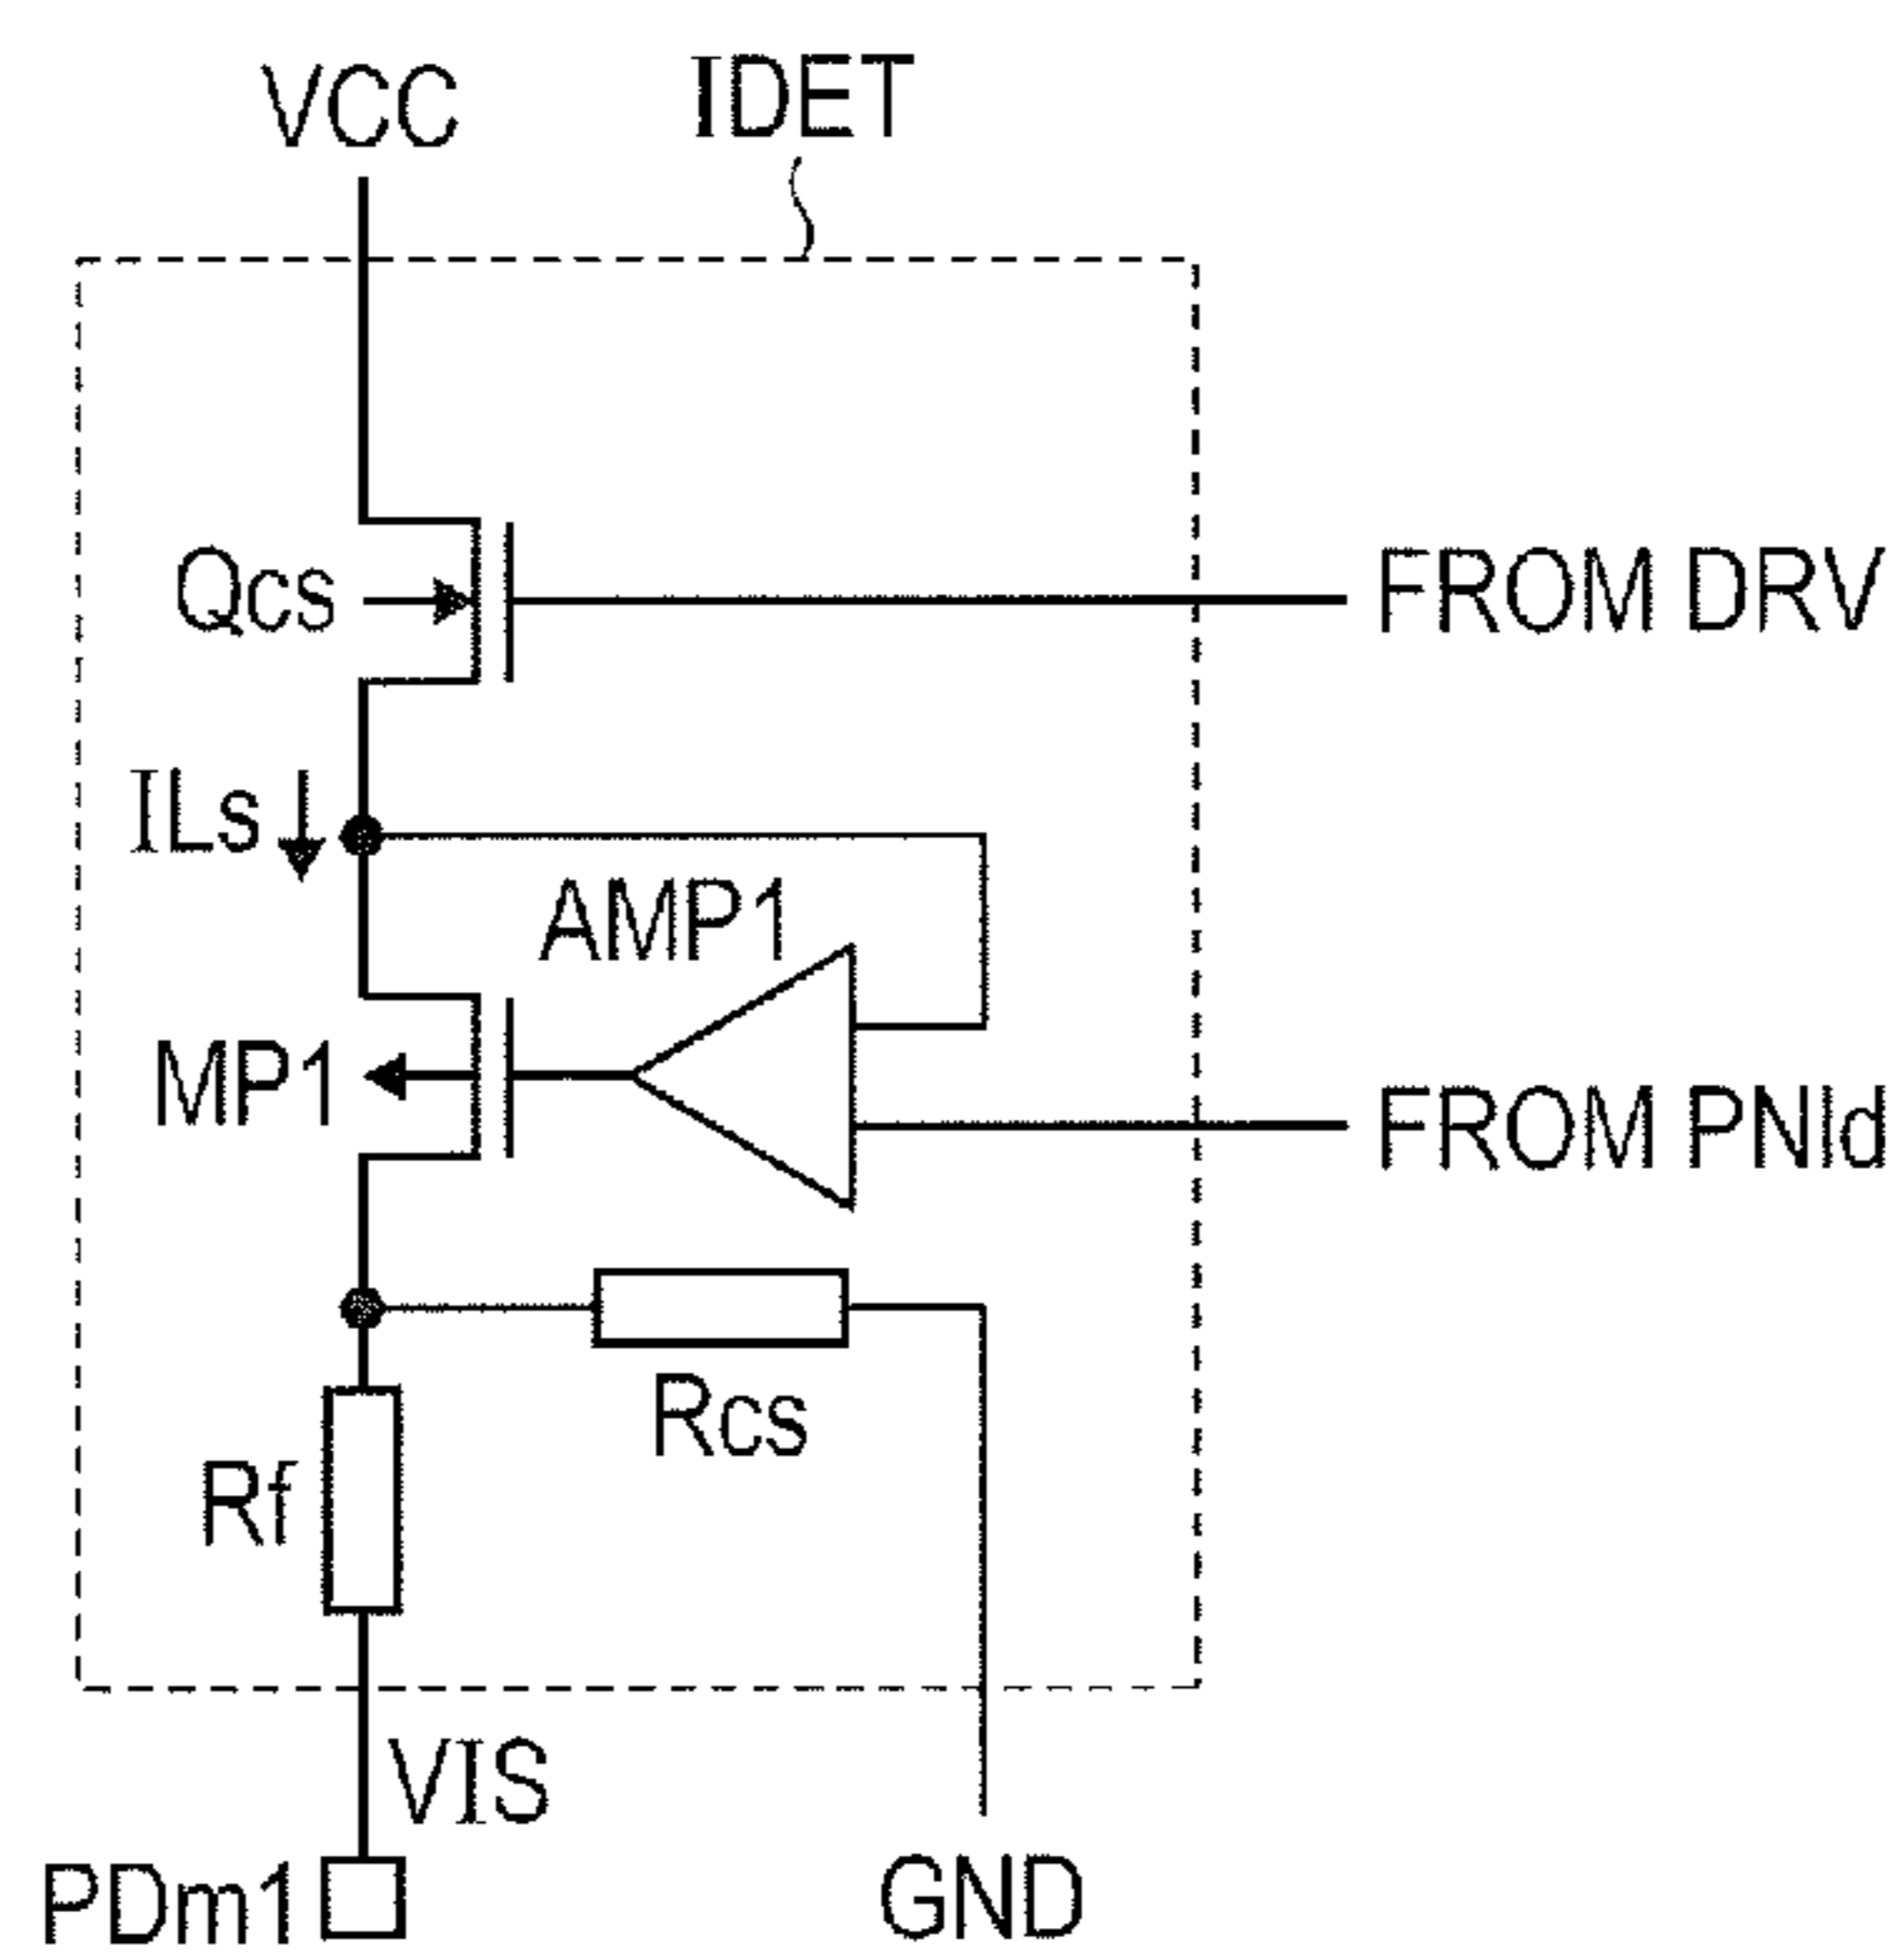 VCC
IDET
Qcs
FROM DRV
ILs
AMP1
MP1
FROM PNld
Rcs
Rf
VIS
PDm1
GND